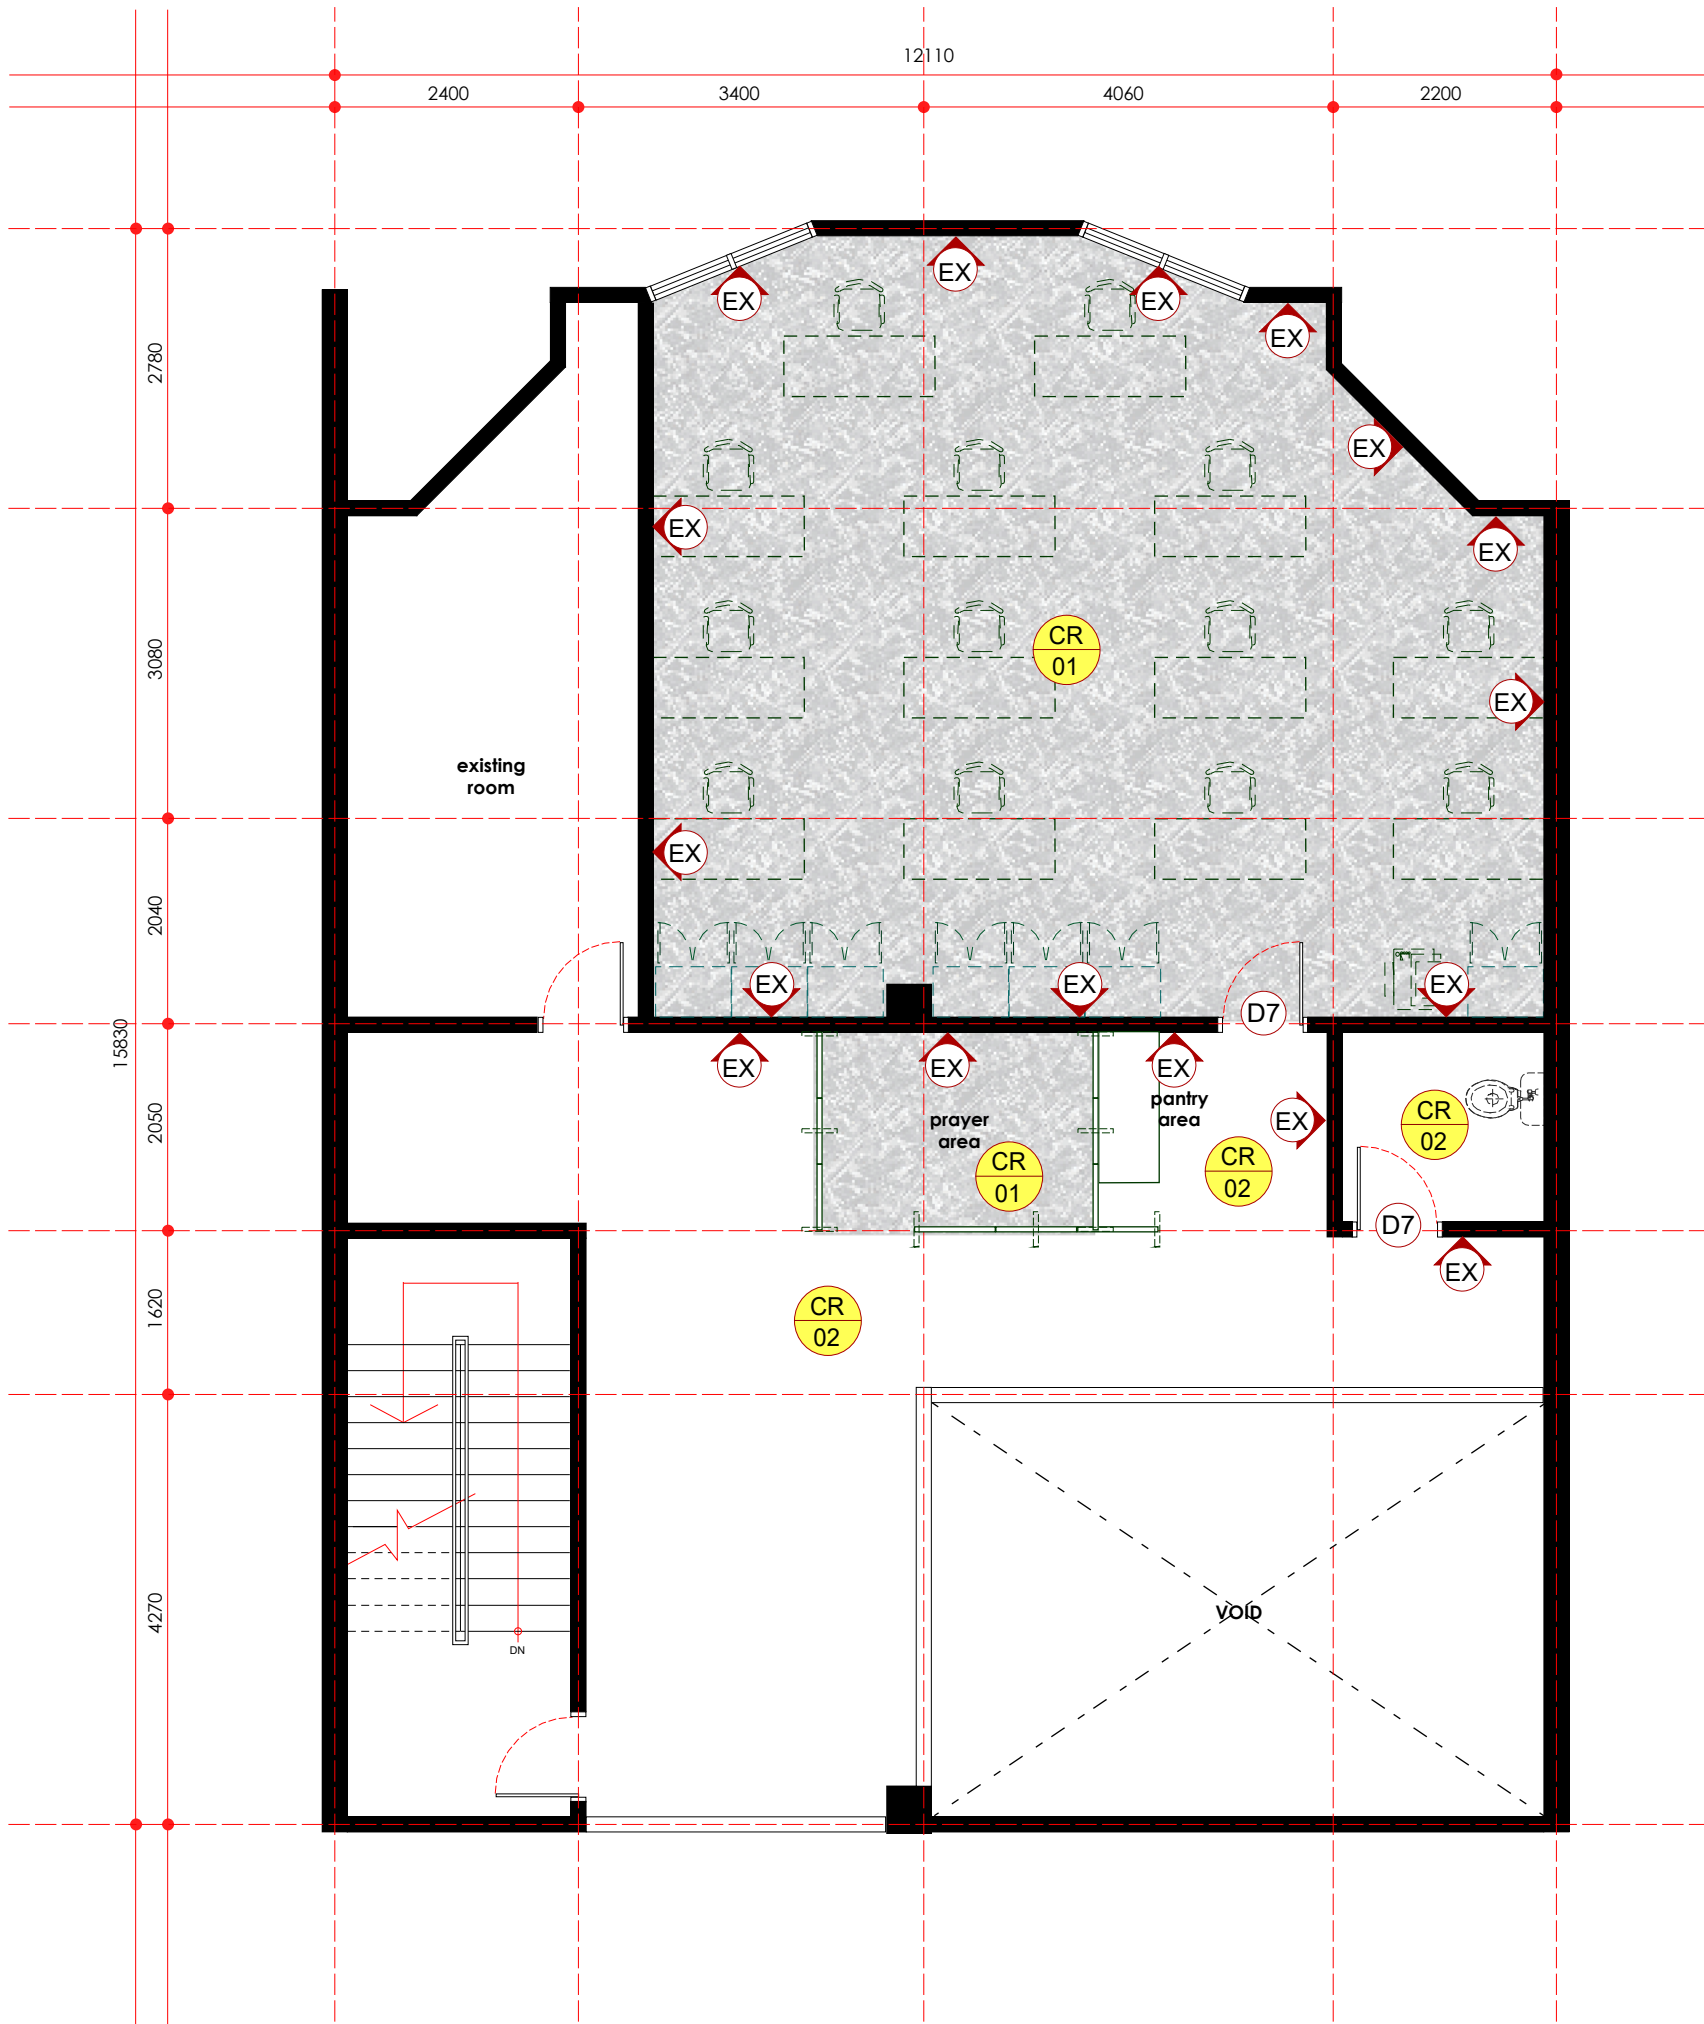 12110
2400 3400 4060 2200
2780
3080
2040
15830
2050
1620
4270
EX
EX
EX
EX
EX
EX
EX
CR
01
EX
existing
room
EX
EX
EX
EX
D7
EX
EX
EX
prayer
area
pantry
area
EX
CR
02
CR
01
CR
02
D7
EX
CR
02
VOID
DN